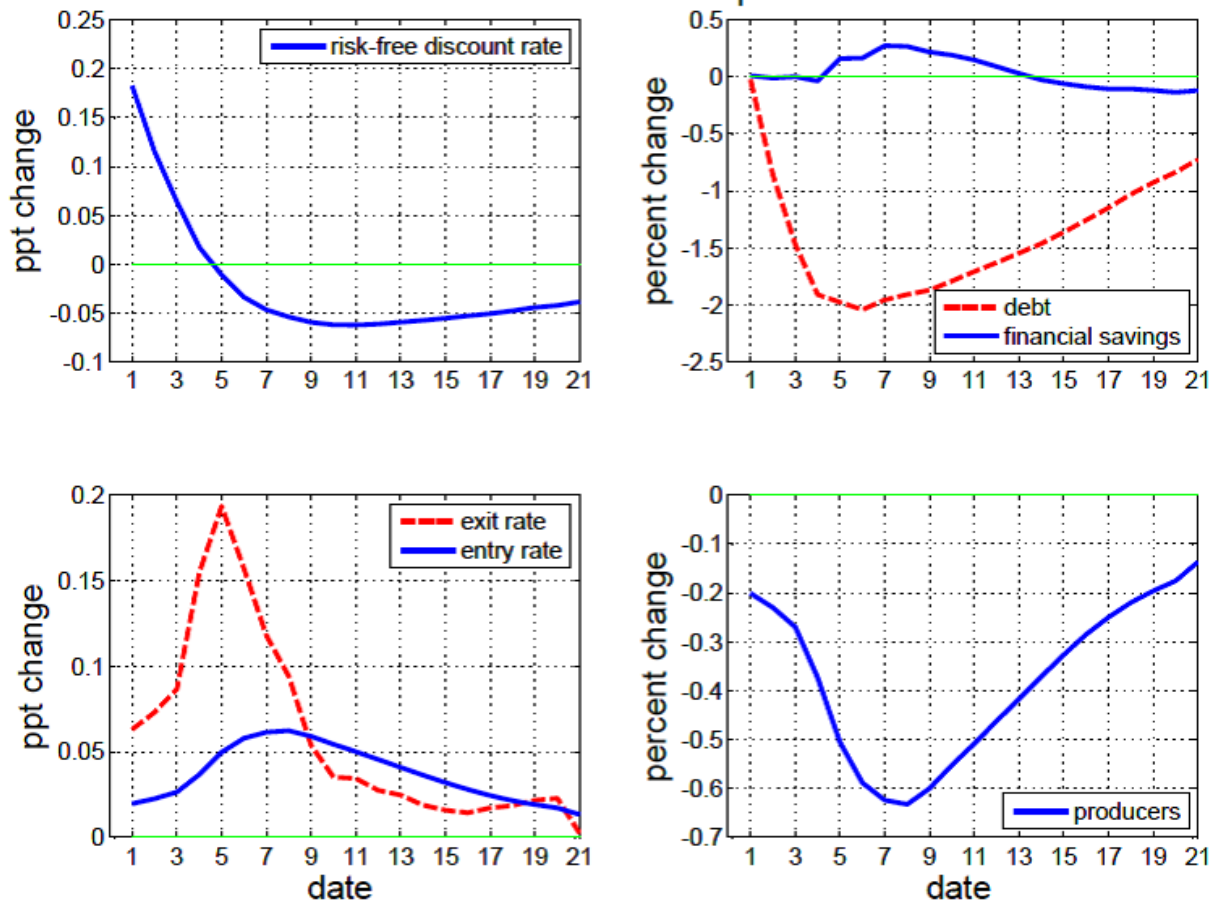 ppt change
0.25
0.2
0.15
0.1
0.05
0
-0.05
-0.1
risk-free discount rate
1 3 5 7 9 11 13 15 17 19 21
percent change
0.5
0
-0.5
-1
-1.5
-2
-2.5
debt
financial savings
1 3 5 7 9 11 13 15 17 19 21
ppt change
0.2
0.15
0.1
0.05
0
exit rate
entry rate
1 3 5 7 9 11 13 15 17 19 21
date
percent change
0
-0.1
-0.2
-0.3
-0.4
-0.5
-0.6
-0.7
producers
1 3 5 7 9 11 13 15 17 19 21
date